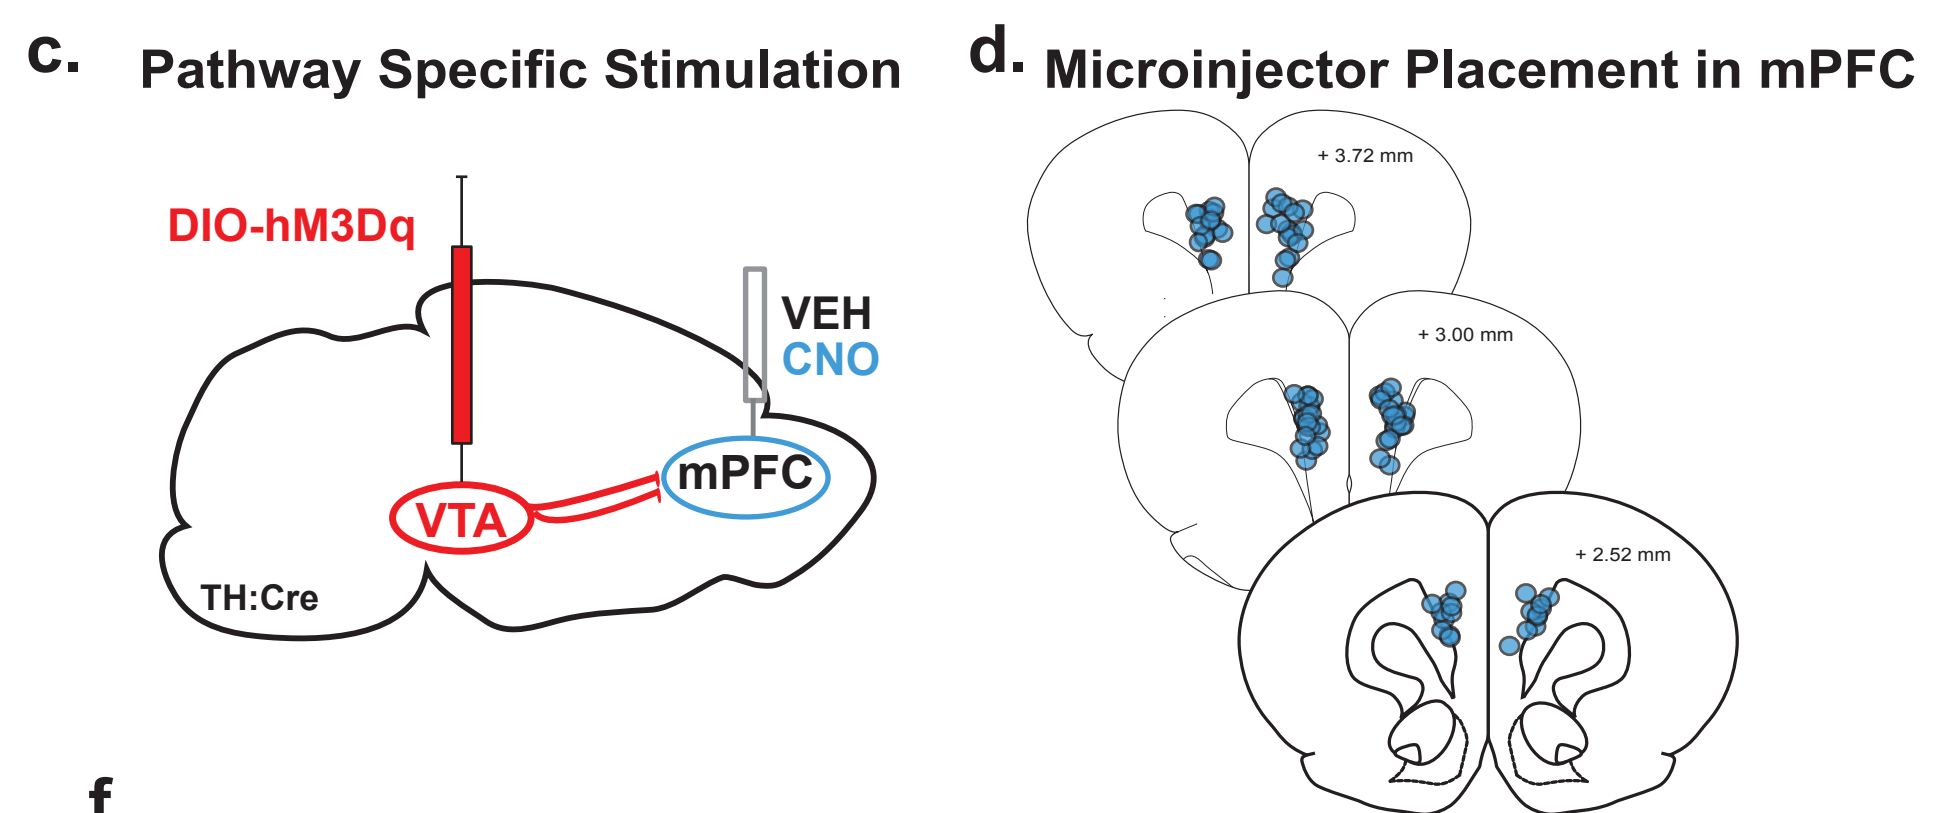 c. Pathway Specific Stimulation
DIO-hM3Dq
VEH
CNO
mPFC
VTA
TH:Cre
d. Microinjector Placement in mPFC
+ 3.72 mm
+ 3.00 mm
+ 2.52 mm
f